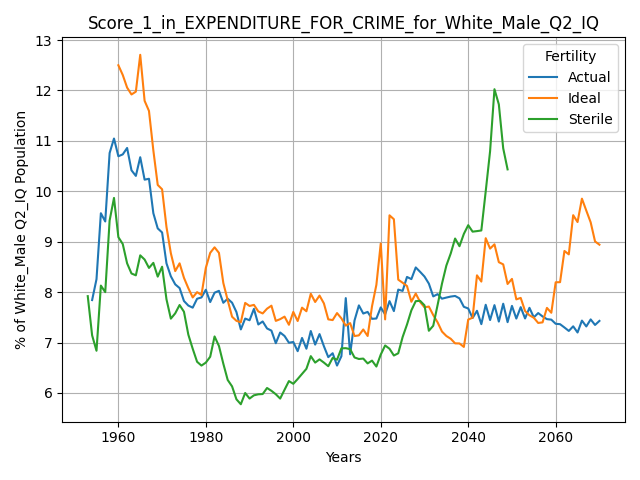 Score_1_in_EXPENDITURE_FOR_CRIME_for_White_Male_Q2_IQ
Fertility
Actual
Ideal
Sterile
% of White_Male Q2_IQ Population
13
12
11
10
9
8
7
6
1960 1980 2000 2020 2040 2060
Years